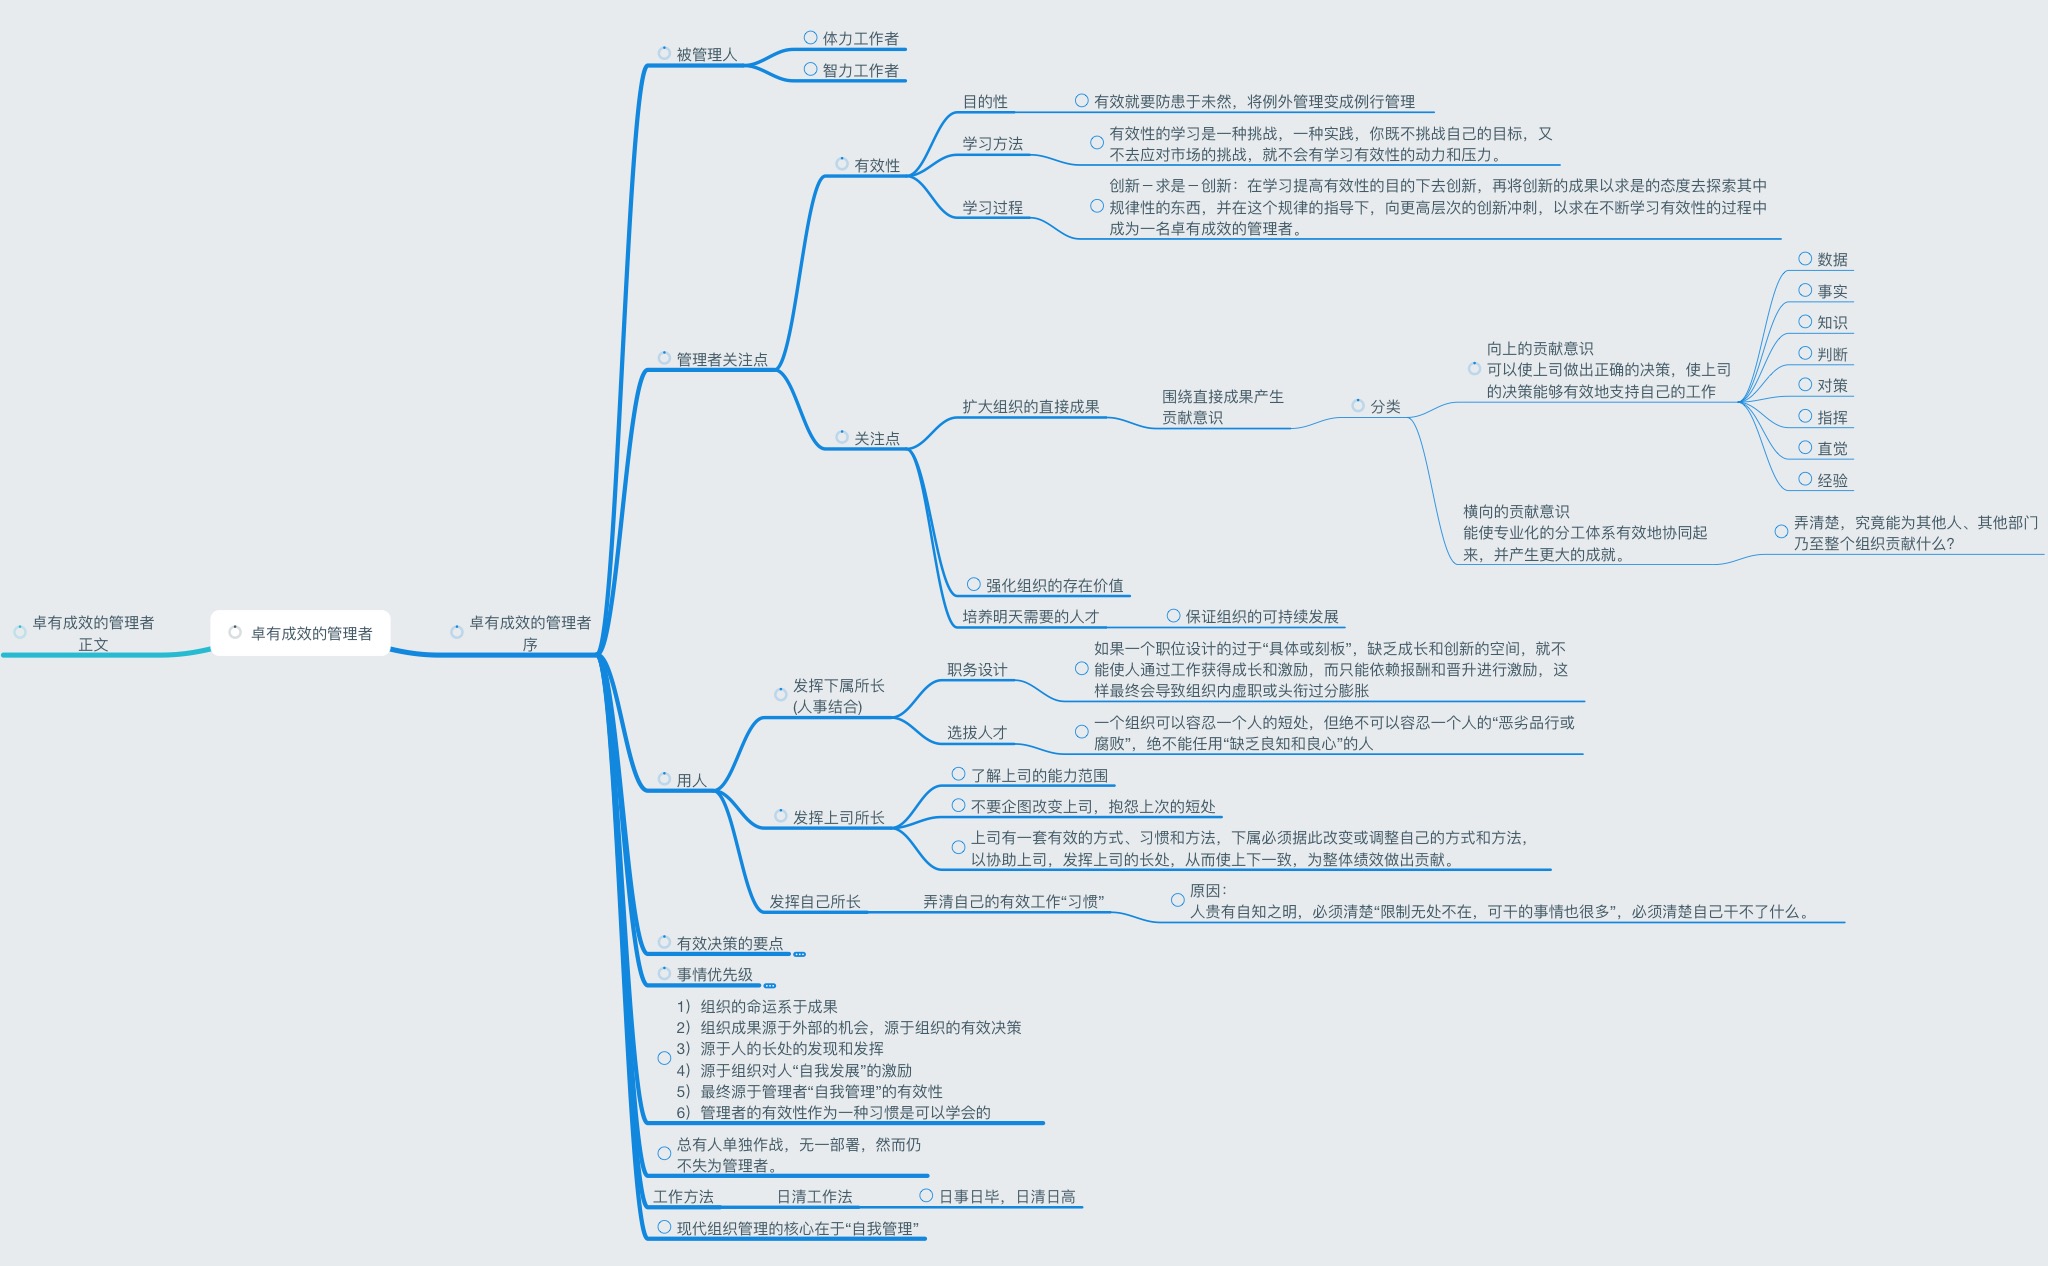 卓有成效的管理者
正文
卓有成效的管理者
卓有成效的管理者
序
被管理人
体力工作者
智力工作者
管理者关注点
有效性
目的性
有效就要防患于未然，将例外管理变成例行管理
学习方法
有效性的学习是一种挑战，一种实践，你既不挑战自己的目标，又
不去应对市场的挑战，就不会有学习有效性的动力和压力。
学习过程
创新－求是－创新：在学习提高有效性的目的下去创新，再将创新的成果以求是的态度去探索其中
规律性的东西，并在这个规律的指导下，向更高层次的创新冲刺，以求在不断学习有效性的过程中
成为一名卓有成效的管理者。
关注点
扩大组织的直接成果
围绕直接成果产生
贡献意识
分类
向上的贡献意识
可以使上司做出正确的决策，使上司
的决策能够有效地支持自己的工作
数据
事实
知识
判断
对策
指挥
直觉
经验
横向的贡献意识
能使专业化的分工体系有效地协同起
来，并产生更大的成就。
弄清楚，究竟能为其他人、其他部门
乃至整个组织贡献什么？
强化组织的存在价值
培养明天需要的人才
保证组织的可持续发展
用人
发挥下属所长
(人事结合)
职务设计
如果一个职位设计的过于“具体或刻板”，缺乏成长和创新的空间，就不
能使人通过工作获得成长和激励，而只能依赖报酬和晋升进行激励，这
样最终会导致组织内虚职或头衔过分膨胀
选拔人才
一个组织可以容忍一个人的短处，但绝不可以容忍一个人的“恶劣品行或
腐败”，绝不能任用“缺乏良知和良心”的人
发挥上司所长
了解上司的能力范围
不要企图改变上司，抱怨上次的短处
上司有一套有效的方式、习惯和方法，下属必须据此改变或调整自己的方式和方法，
以协助上司，发挥上司的长处，从而使上下一致，为整体绩效做出贡献。
发挥自己所长
弄清自己的有效工作“习惯”
原因：
人贵有自知之明，必须清楚“限制无处不在，可干的事情也很多”，必须清楚自己干不了什么。
有效决策的要点
事情优先级
1）组织的命运系于成果
2）组织成果源于外部的机会，源于组织的有效决策
3）源于人的长处的发现和发挥
4）源于组织对人“自我发展”的激励
5）最终源于管理者“自我管理”的有效性
6）管理者的有效性作为一种习惯是可以学会的
总有人单独作战，无一部署，然而仍
不失为管理者。
工作方法
日清工作法
日事日毕，日清日高
现代组织管理的核心在于“自我管理”